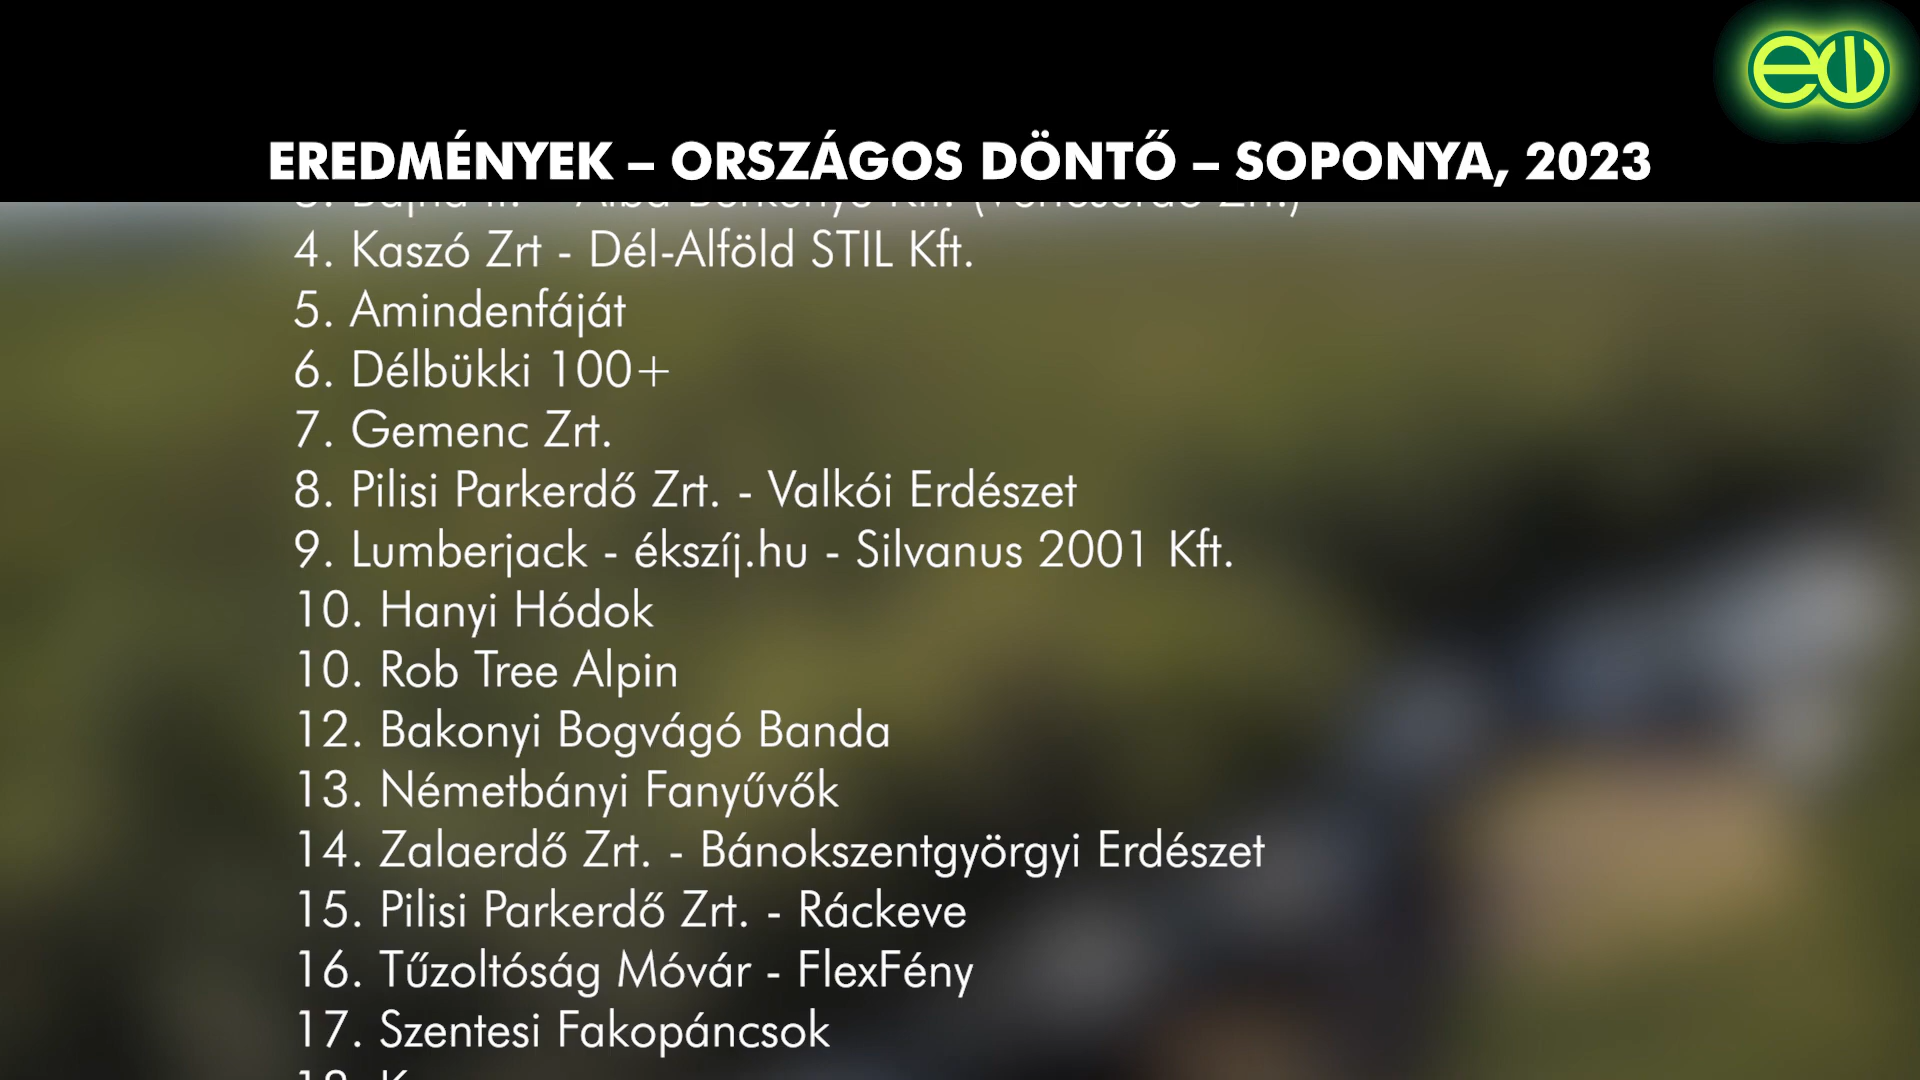 EREDMÉNYEK – ORSZÁGOS DÖNTŐ – SOPONYA, 2023
4. Kaszó Zrt - Dél-Alföld STIL Kft.
5. Amindenfáját
6. Délbükki 100+
7. Gemenc Zrt.
8. Pilisi Parkerdő Zrt. - Valkói Erdészet
9. Lumberjack - ékszíj.hu - Silvanus 2001 Kft.
10. Hanyi Hódok
10. Rob Tree Alpin
12. Bakonyi Bogvágó Banda
13. Németbányi Fanyűvők
14. Zalaerdő Zrt. - Bánokszentgyörgyi Erdészet
15. Pilisi Parkerdő Zrt. - Ráckeve
16. Tűzoltóság Móvár - FlexFény
17. Szentesi Fakopáncsok